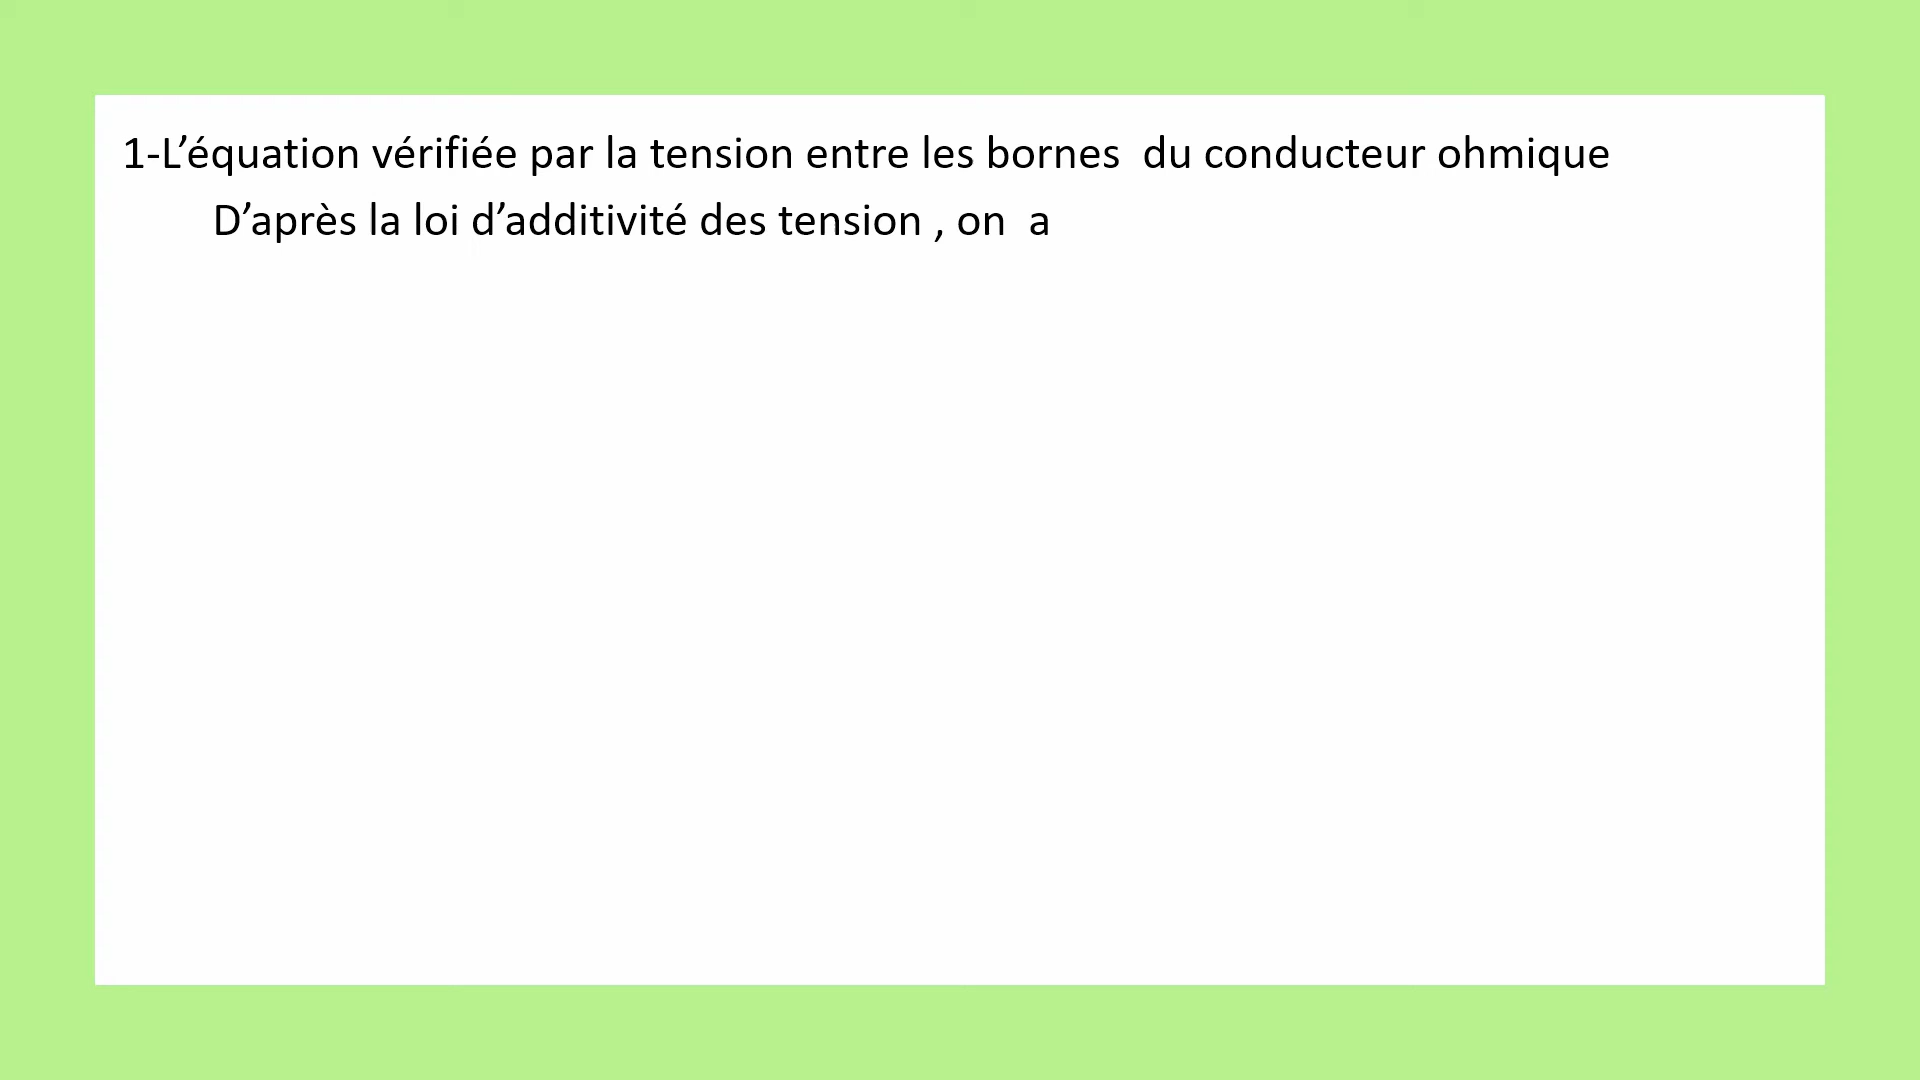 1-L’équation vérifiée par la tension entre les bornes  du conducteur ohmique
D’après la loi d’additivité des tension , on  a